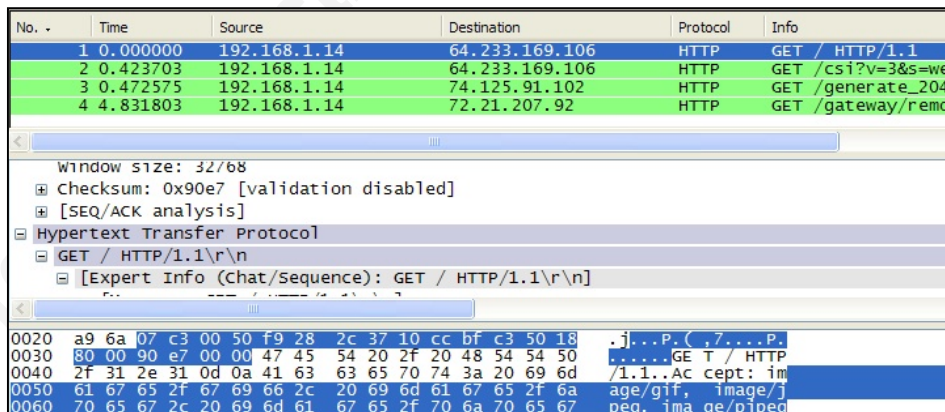 No. Time Source Destination Protocol Info
1 0.000000 192.168.1.14 64.233.169.106 HTTP GET / HTTP/1.1
2 0.423703 192.168.1.14 64.233.169.106 HTTP GET /csi?v=3&s=we
3 0.472575 192.168.1.14 74.125.91.102 HTTP GET /generate_204
4 4.831803 192.168.1.14 72.21.207.92 HTTP GET /gateway/remo
Window size: 32768
Checksum: 0x90e7 [validation disabled]
[SEQ/ACK analysis]
Hypertext Transfer Protocol
GET / HTTP/1.1\r\n
[Expert Info (Chat/Sequence): GET / HTTP/1.1\r\n]
0020 a9 6a 07 c3 00 50 f9 28 2c 37 10 cc bf c3 50 18 .j...P.( ,7....P.
0030 80 00 90 e7 00 00 47 45 54 20 2f 20 48 54 54 50 ......GE T / HTTP
0040 2f 31 2e 31 0d 0a 41 63 63 65 70 74 3a 20 69 6d /1.1..Ac cept: im
0050 61 67 65 2f 67 69 66 2c 20 69 6d 61 67 65 2f 6a age/gif, image/j
0060 70 65 67 2c 20 69 6d 61 67 65 2f 70 6a 70 65 67 peg, ima ge/pjpeg